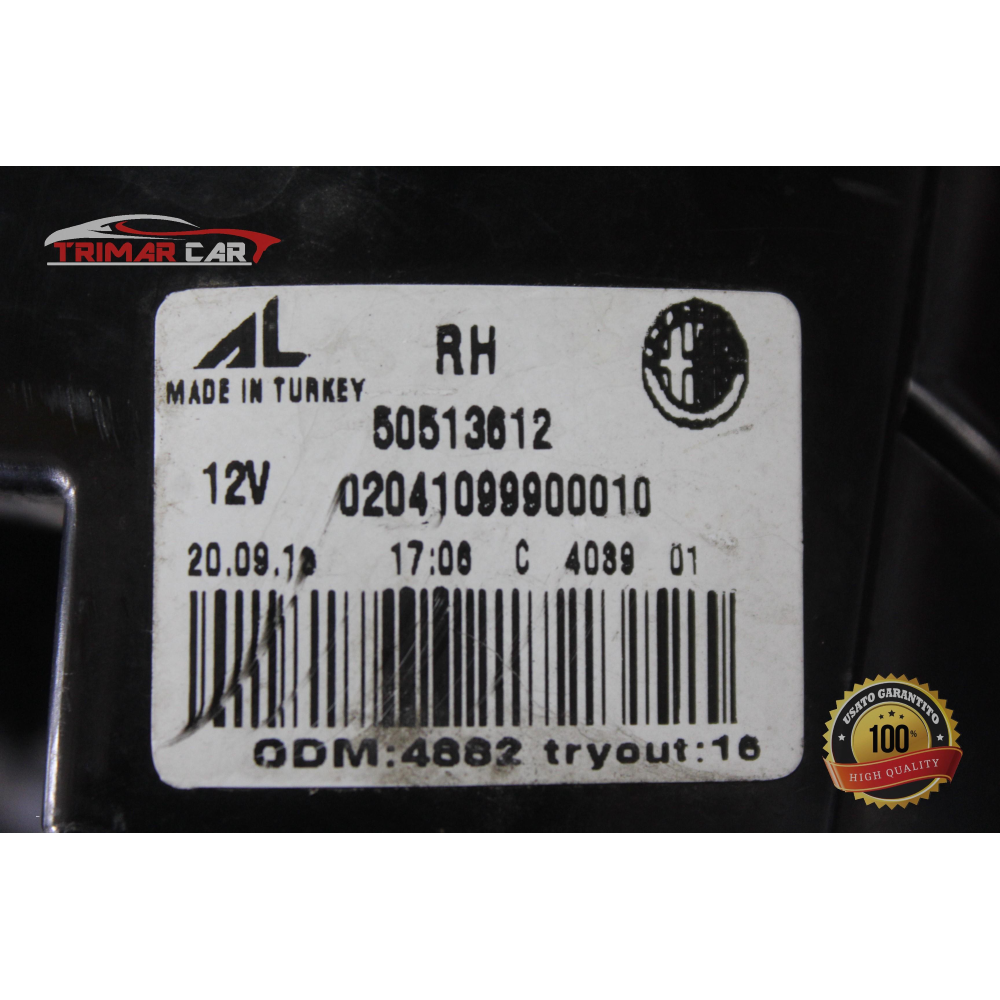 TRIMAR CAR
AL
RH
MADE IN TURKEY
50513612
12V
02041099900010
17:06 C 4039 01
ODM:4882 tryout:16
USATO GARANTITO
100%
HIGH QUALITY